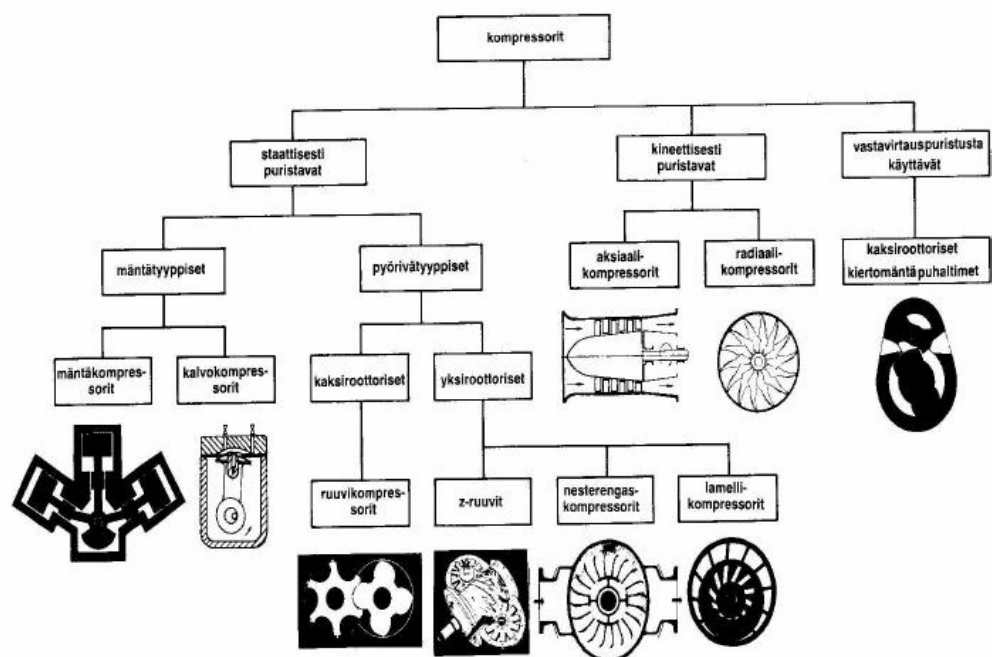 kompressorit
staattisesti
puristavat
kineettisesti
puristavat
vastavirtauspuristusta
käyttävät
mäntätyyppiset
pyörivätyyppiset
aksiaali-
kompressorit
radiaali-
kompressorit
kaksiroottoriset
kiertomäntäpuhaltimet
mäntäkompres-
sorit
kalvokompres-
sorit
kaksiroottoriset
yksiroottoriset
ruuvikompres-
sorit
z-ruuvit
nesterengas-
kompressorit
lamelli-
kompressorit